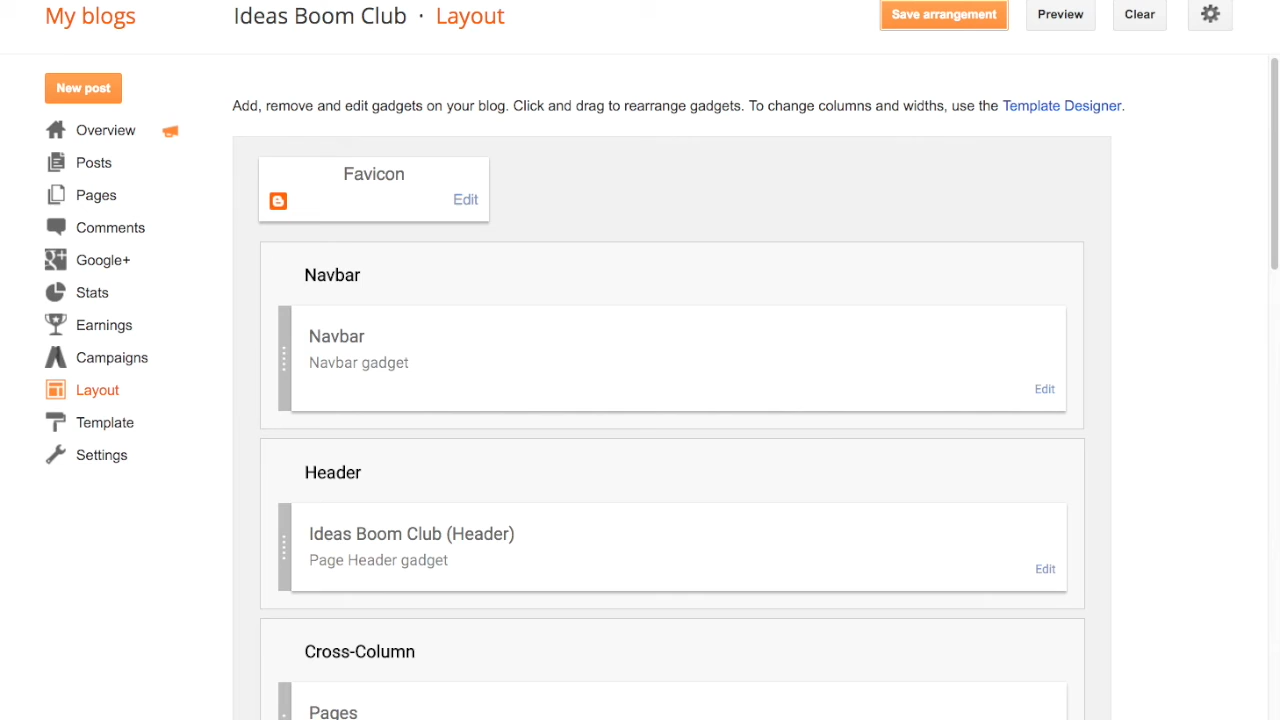 My blogs
Ideas Boom Club · Layout
Save arrangement
Preview
Clear
New post
Overview
Posts
Pages
Comments
Google+
Stats
Earnings
Campaigns
Layout
Template
Settings
Add, remove and edit gadgets on your blog. Click and drag to rearrange gadgets. To change columns and widths, use the Template Designer.
Favicon
Edit
Navbar
Navbar
Navbar gadget
Edit
Header
Ideas Boom Club (Header)
Page Header gadget
Edit
Cross-Column
Pages